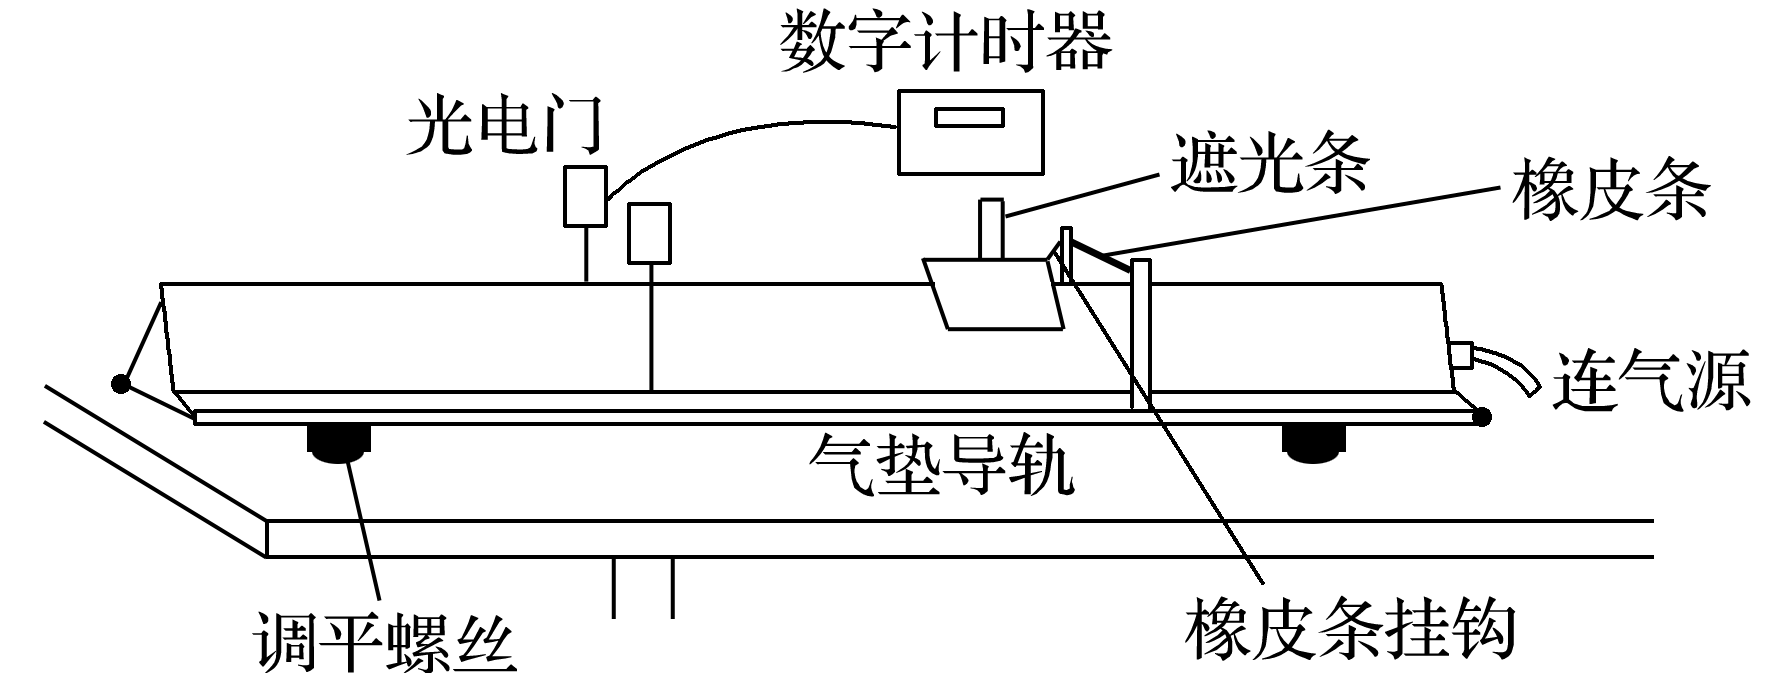 数字计时器
光电门
遮光条
橡皮条
连气源
气垫导轨
调平螺丝
橡皮条挂钩